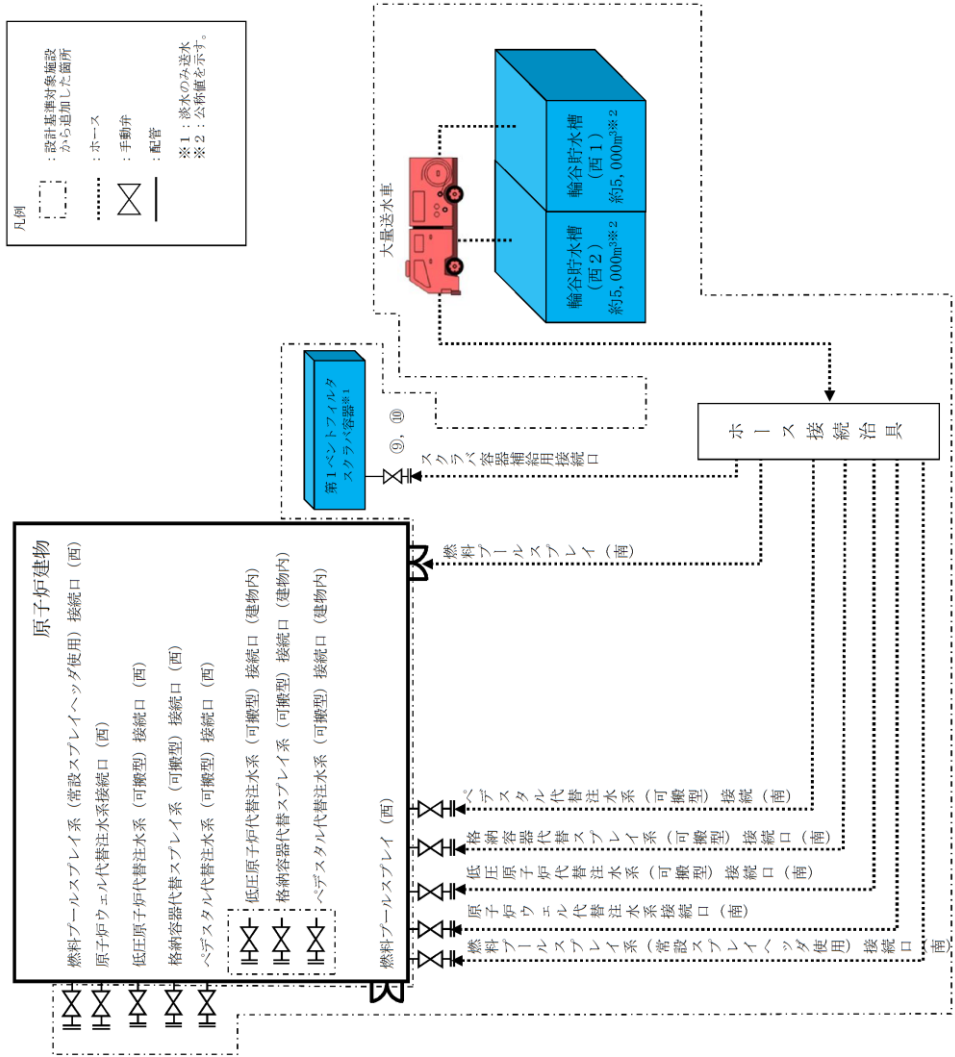 凡例
：設計基準対象施設
から追加した箇所
：ホース
：手動弁
：配管
※１：淡水のみ送水
※２：公称値を示す。
原子炉建物
燃料プールスプレイ系（常設スプレイヘッダ使用）接続口（西）
原子炉ウェル代替注水系接続口（西）
低圧原子炉代替注水系（可搬型）接続口（西）
格納容器代替スプレイ系（可搬型）接続口（西）
ペデスタル代替注水系（可搬型）接続口（西）
低圧原子炉代替注水系（可搬型）接続口（建物内）
格納容器代替スプレイ系（可搬型）接続口（建物内）
ペデスタル代替注水系（可搬型）接続口（建物内）
燃料プールスプレイ（西）
第１ベントフィルタ
スクラバ容器※１
⑨，⑩
スクラバ容器補給用接続口
燃料プールスプレイ（南）
ペデスタル代替注水系（可搬型）接続（南）
格納容器代替スプレイ系（可搬型）接続口（南）
低圧原子炉代替注水系（可搬型）接続口（南）
原子炉ウェル代替注水系接続口（南）
燃料プールスプレイ系（常設スプレイヘッダ使用）接続口（南）
大量送水車
輪谷貯水槽
（西１）
約5,000m³※２
輪谷貯水槽
（西２）
約5,000m³※２
ホース接続治具